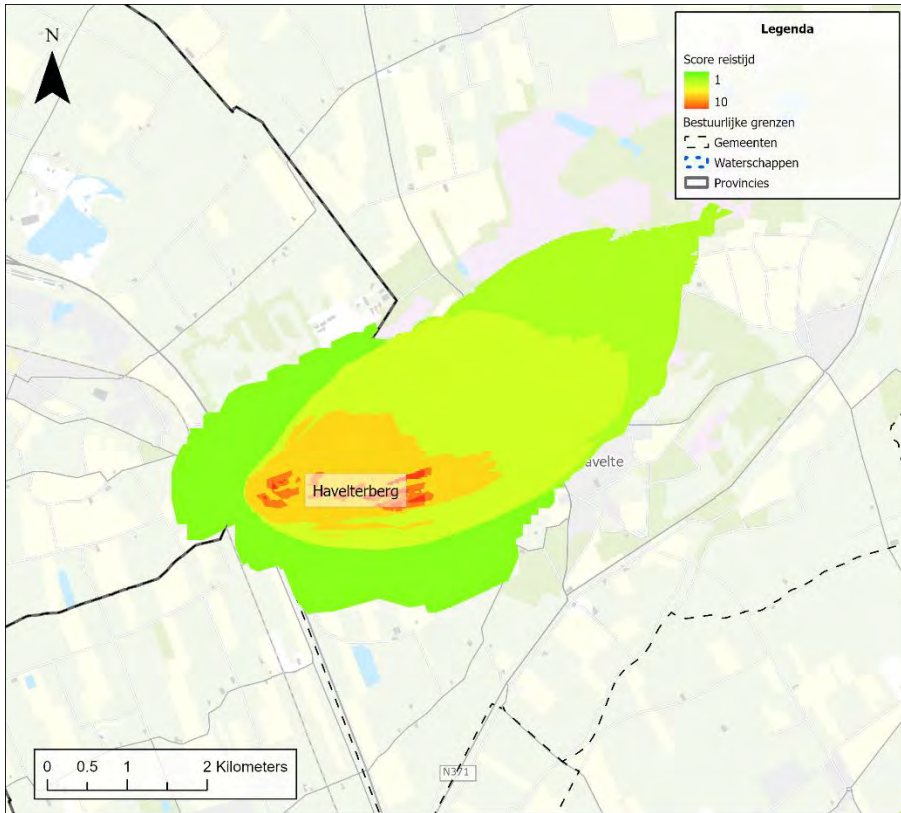 N
Legenda
Score reistijd
1
10
Bestuurlijke grenzen
Gemeenten
Waterschappen
Provincies
avelte
Havelterberg
0 0.5 1 2 Kilometers
N371